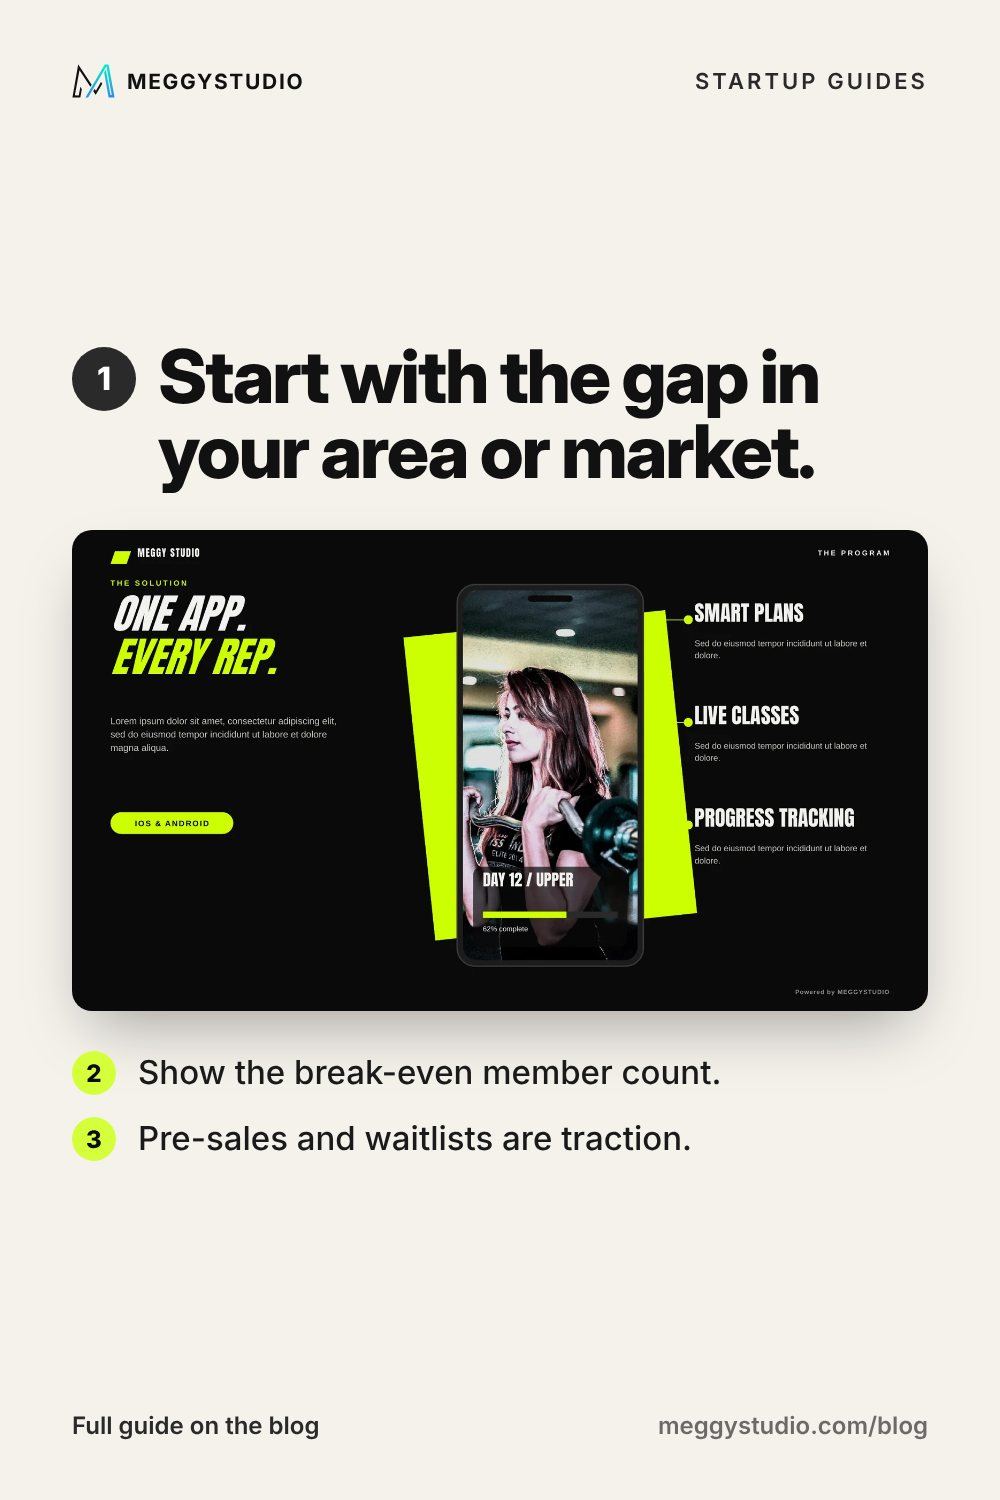 MEGGYSTUDIO
STARTUP GUIDES
1
Start with the gap in
your area or market.
MEGGY STUDIO
THE PROGRAM
THE SOLUTION
ONE APP.
EVERY REP.
Lorem ipsum dolor sit amet, consectetur adipiscing elit,
sed do eiusmod tempor incididunt ut labore et dolore
magna aliqua.
IOS & ANDROID
ELITE 2014
DAY 12 / UPPER
62% complete
SMART PLANS
Sed do eiusmod tempor incididunt ut labore et
dolore.
LIVE CLASSES
Sed do eiusmod tempor incididunt ut labore et
dolore.
PROGRESS TRACKING
Sed do eiusmod tempor incididunt ut labore et
dolore.
Powered by MEGGYSTUDIO
2 Show the break-even member count.
3 Pre-sales and waitlists are traction.
Full guide on the blog
meggystudio.com/blog